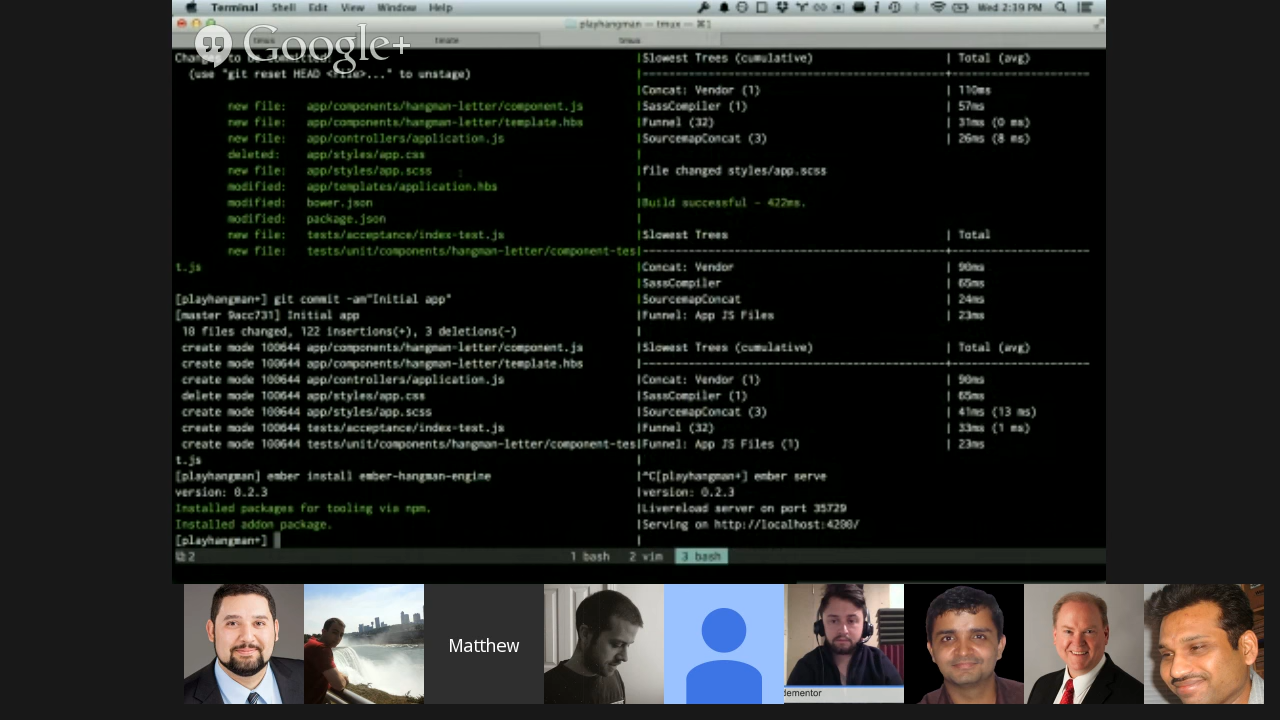 Terminal Shell Edit View Window Help
Wed 2:39 PM
playhangman — tmux — ⌘1
tmux tmate tmux
Google+
Changes to be committed:
(use "git reset HEAD <file>..." to unstage)
new file: app/components/hangman-letter/component.js
new file: app/components/hangman-letter/template.hbs
new file: app/controllers/application.js
deleted: app/styles/app.css
new file: app/styles/app.scss
modified: app/templates/application.hbs
modified: bower.json
modified: package.json
new file: tests/acceptance/index-test.js
new file: tests/unit/components/hangman-letter/component-tes
t.js
[playhangman+] git commit -am"Initial app"
[master 9acc731] Initial app
10 files changed, 122 insertions(+), 3 deletions(-)
create mode 100644 app/components/hangman-letter/component.js
create mode 100644 app/components/hangman-letter/template.hbs
create mode 100644 app/controllers/application.js
delete mode 100644 app/styles/app.css
create mode 100644 app/styles/app.scss
create mode 100644 tests/acceptance/index-test.js
create mode 100644 tests/unit/components/hangman-letter/component-tes
t.js
[playhangman] ember install ember-hangman-engine
version: 0.2.3
Installed packages for tooling via npm.
Installed addon package.
[playhangman+]
Slowest Trees (cumulative) | Total (avg)
----------------------------------------------+---------------------
Concat: Vendor (1) | 110ms
SassCompiler (1) | 57ms
Funnel (32) | 31ms (0 ms)
SourcemapConcat (3) | 26ms (8 ms)
file changed styles/app.scss
Build successful - 422ms.
Slowest Trees | Total
----------------------------------------------+---------------------
Concat: Vendor | 90ms
SassCompiler | 65ms
SourcemapConcat | 24ms
Funnel: App JS Files | 23ms
Slowest Trees (cumulative) | Total (avg)
----------------------------------------------+---------------------
Concat: Vendor (1) | 90ms
SassCompiler (1) | 65ms
SourcemapConcat (3) | 41ms (13 ms)
Funnel (32) | 33ms (1 ms)
Funnel: App JS Files (1) | 23ms
^C[playhangman+] ember serve
version: 0.2.3
Livereload server on port 35729
Serving on http://localhost:4200/
2 1 bash 2 vim 3 bash
Matthew
dementor